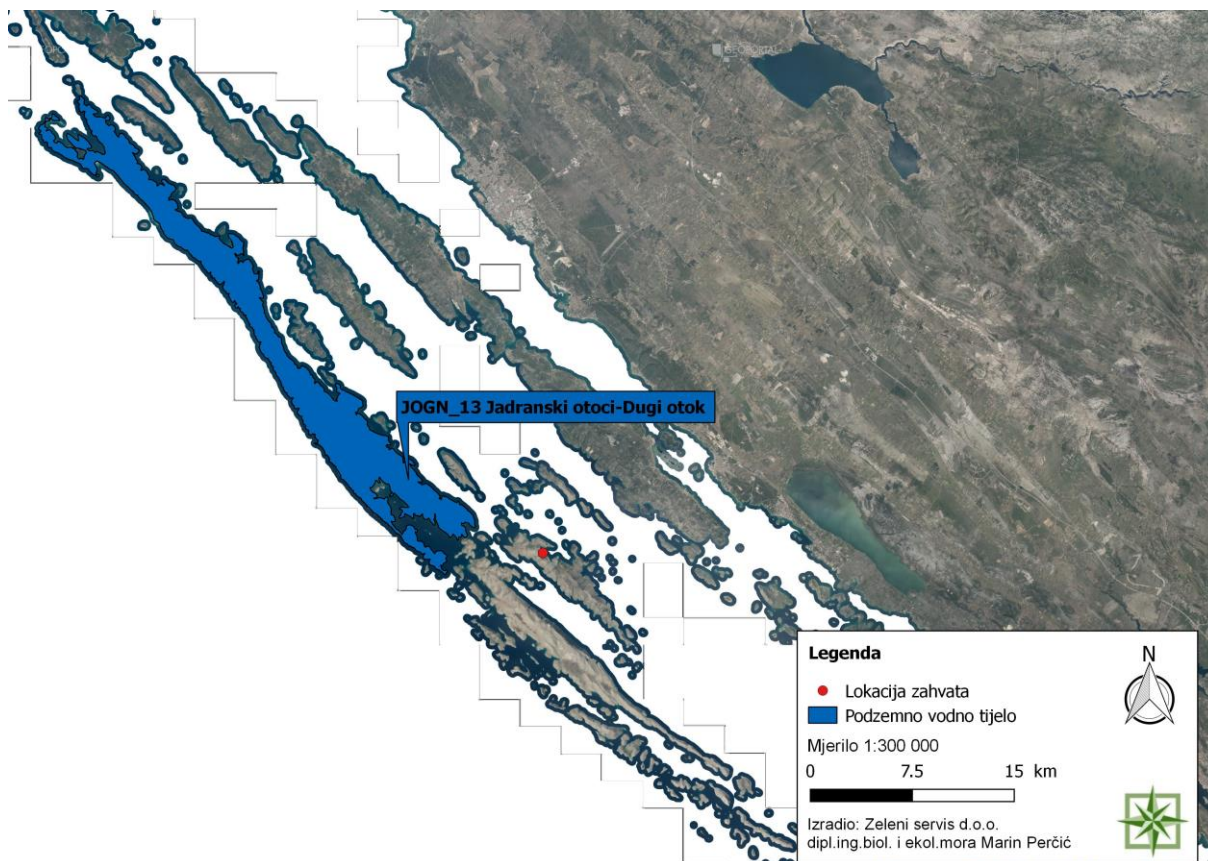 GEOPORTAL
JOGN_13 Jadranski otoci-Dugi otok
Legenda
N
Lokacija zahvata
Podzemno vodno tijelo
Mjerilo 1:300 000
0 7.5 15 km
Izradio: Zeleni servis d.o.o.
dipl.ing.biol. i ekol.mora Marin Perčić